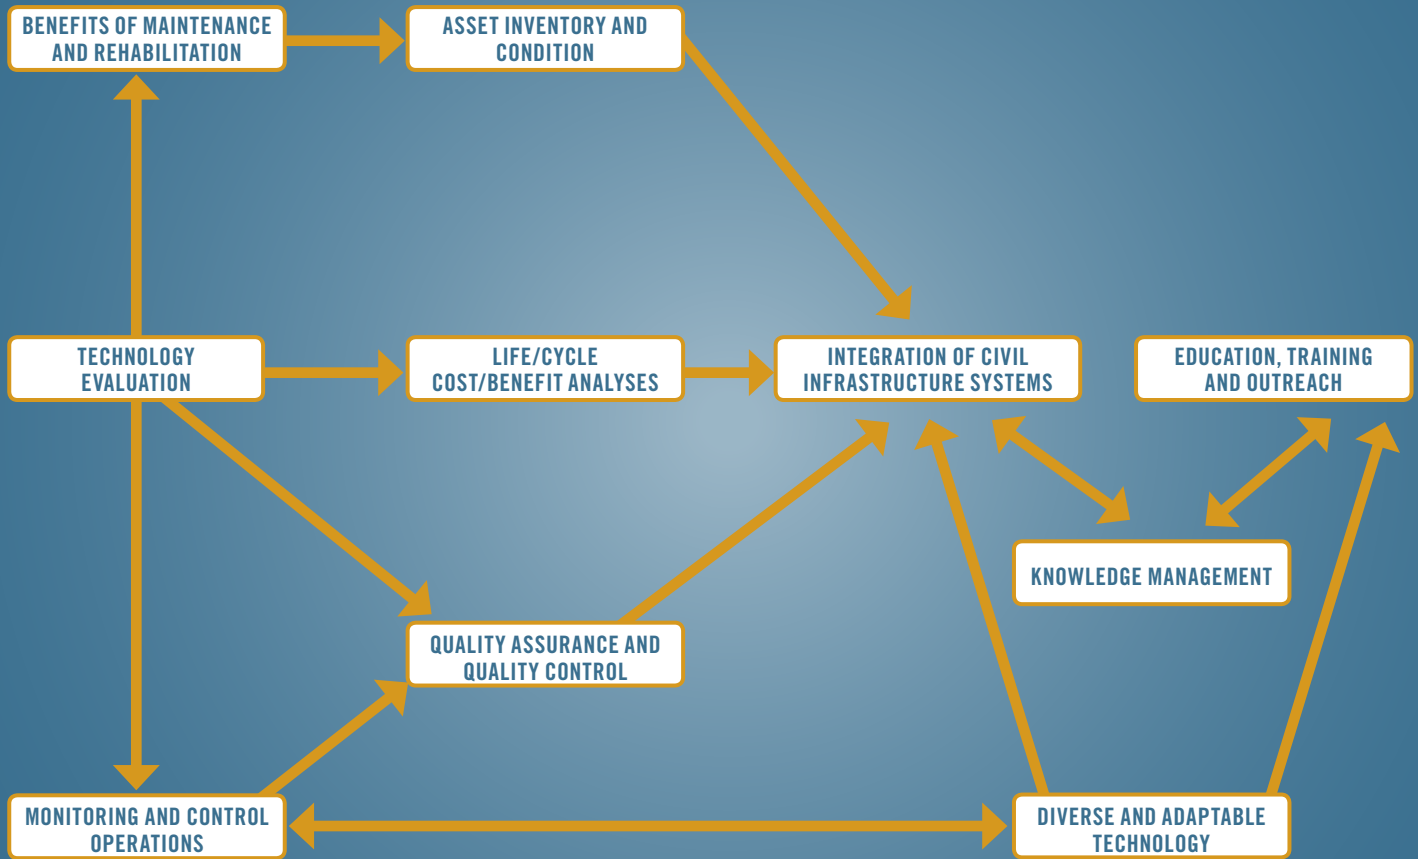 BENEFITS OF MAINTENANCE
AND REHABILITATION
ASSET INVENTORY AND
CONDITION
TECHNOLOGY
EVALUATION
LIFE/CYCLE
COST/BENEFIT ANALYSES
INTEGRATION OF CIVIL
INFRASTRUCTURE SYSTEMS
EDUCATION, TRAINING
AND OUTREACH
KNOWLEDGE MANAGEMENT
QUALITY ASSURANCE AND
QUALITY CONTROL
MONITORING AND CONTROL
OPERATIONS
DIVERSE AND ADAPTABLE
TECHNOLOGY